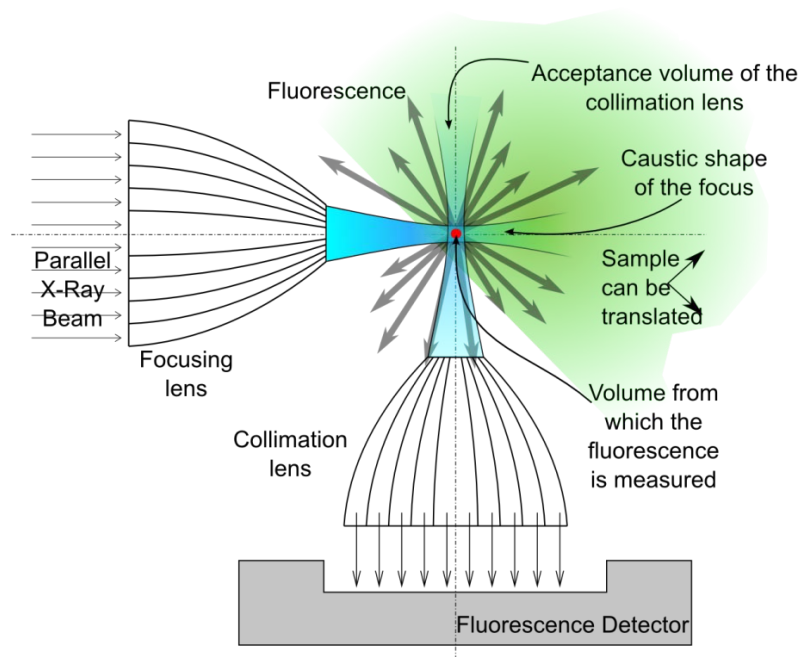 Acceptance volume of the
collimation lens
Fluorescence
Caustic shape
of the focus
Parallel
X-Ray
Beam
Sample
can be
translated
Focusing
lens
Volume from
which the
fluorescence
is measured
Collimation
lens
Fluorescence Detector